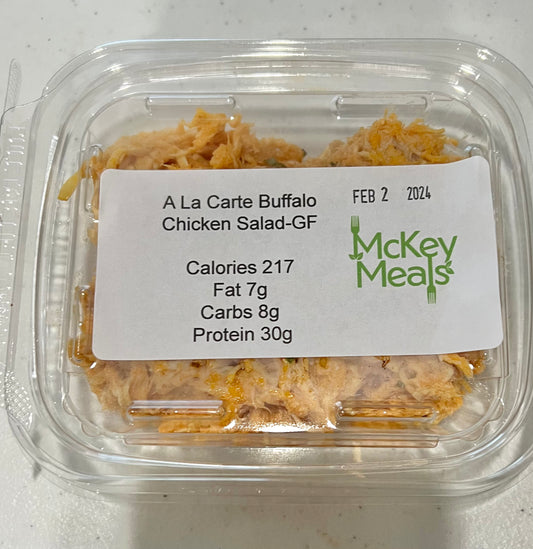 A La Carte Buffalo
Chicken Salad-GF
FEB 2 2024
McKey
Meals
Calories 217
Fat 7g
Carbs 8g
Protein 30g